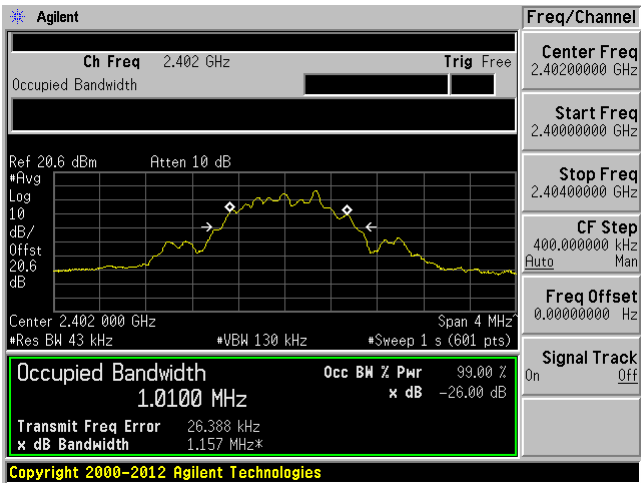 Agilent
Freq/Channel
Ch Freq 2.402 GHz Trig Free
Occupied Bandwidth
Center Freq
2.40200000 GHz
Start Freq
2.40000000 GHz
Stop Freq
2.40400000 GHz
CF Step
400.000000 kHz
Auto Man
Freq Offset
0.00000000 Hz
Signal Track
On Off
Ref 20.6 dBm Atten 10 dB
#Avg
Log
10
dB/
Offst
20.6
dB
Center 2.402 000 GHz Span 4 MHz^
#Res BW 43 kHz #VBW 130 kHz #Sweep 1 s (601 pts)
Occupied Bandwidth Occ BW % Pwr 99.00 %
1.0100 MHz x dB -26.00 dB
Transmit Freq Error 26.388 kHz
x dB Bandwidth 1.157 MHz*
Copyright 2000-2012 Agilent Technologies